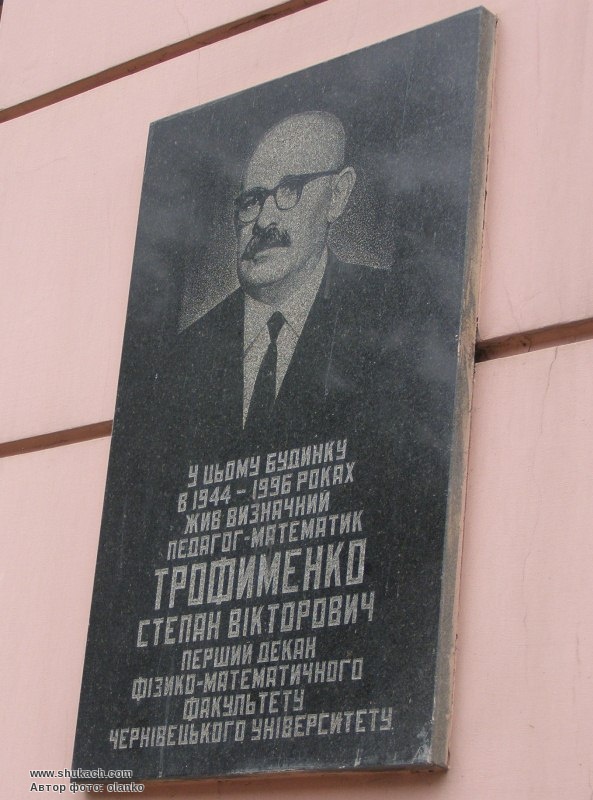 У ЦЬОМУ БУДИНКУ
В 1944 – 1996 РОКАХ
ЖИВ ВИЗНАЧНИЙ
ПЕДАГОГ-МАТЕМАТИК
ТРОФИМЕНКО
СТЕПАН ВІКТОРОВИЧ
ПЕРШИЙ ДЕКАН
ФІЗИКО-МАТЕМАТИЧНОГО
ФАКУЛЬТЕТУ
ЧЕРНІВЕЦЬКОГО УНІВЕРСИТЕТУ
www.shukach.com
Автор фото: olanko